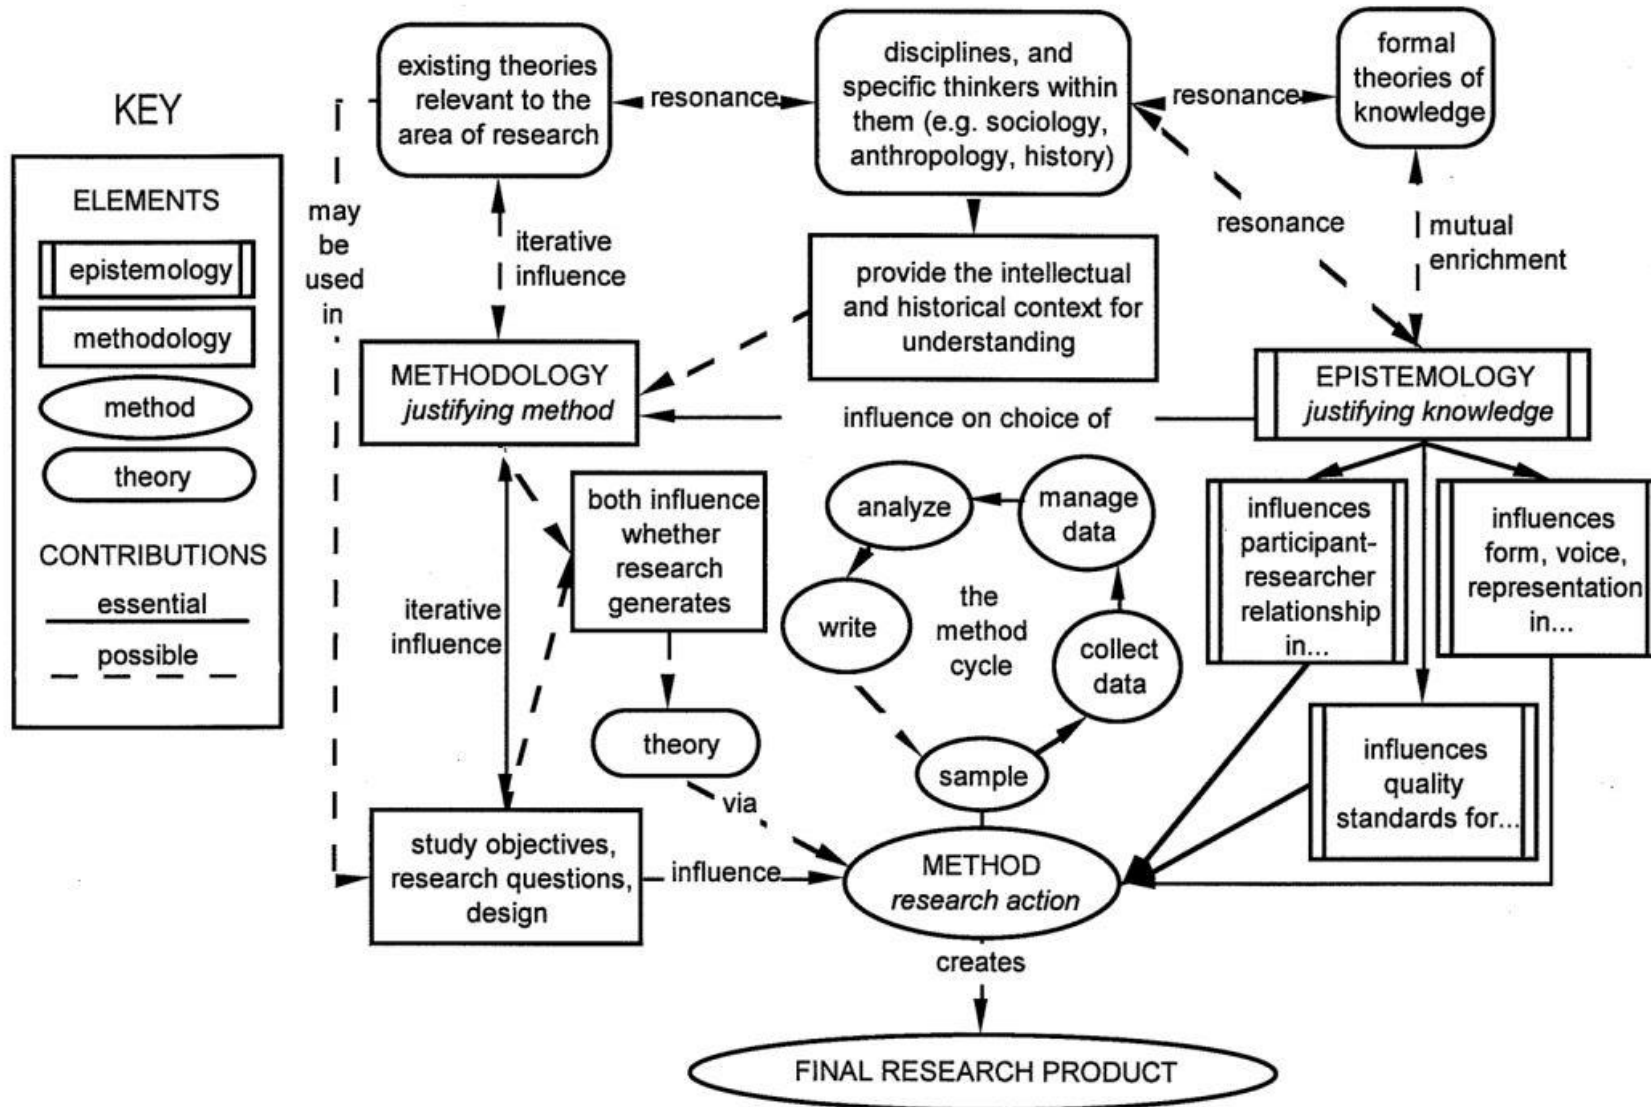 KEY
ELEMENTS
epistemology
methodology
method
theory
CONTRIBUTIONS
essential
possible
existing theories
relevant to the
area of research
resonance
disciplines, and
specific thinkers within
them (e.g. sociology,
anthropology, history)
resonance
formal
theories of
knowledge
may
be
used
in
iterative
influence
provide the intellectual
and historical context for
understanding
resonance
mutual
enrichment
METHODOLOGY
justifying method
influence on choice of
EPISTEMOLOGY
justifying knowledge
iterative
influence
both influence
whether
research
generates
theory
via
analyze
manage
data
write
the
method
cycle
collect
data
sample
influences
participant-
researcher
relationship
in...
influences
form, voice,
representation
in...
influences
quality
standards for...
study objectives,
research questions,
design
influence
METHOD
research action
creates
FINAL RESEARCH PRODUCT